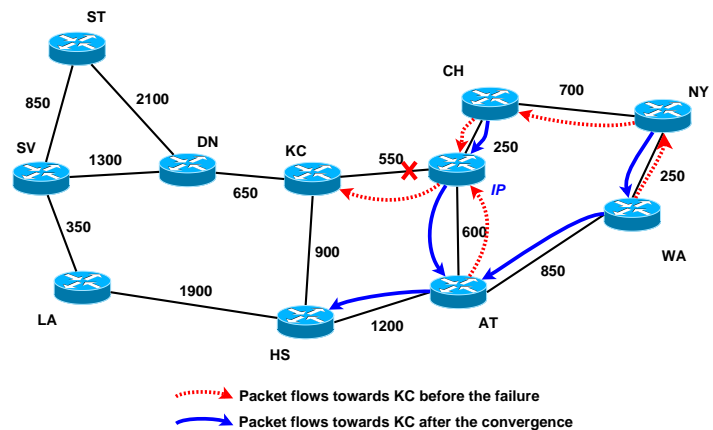 ST
CH
700
NY
850
2100
DN
SV
1300
KC
550
250
IP
250
650
350
600
WA
900
850
1900
LA
AT
1200
HS
Packet flows towards KC before the failure
Packet flows towards KC after the convergence